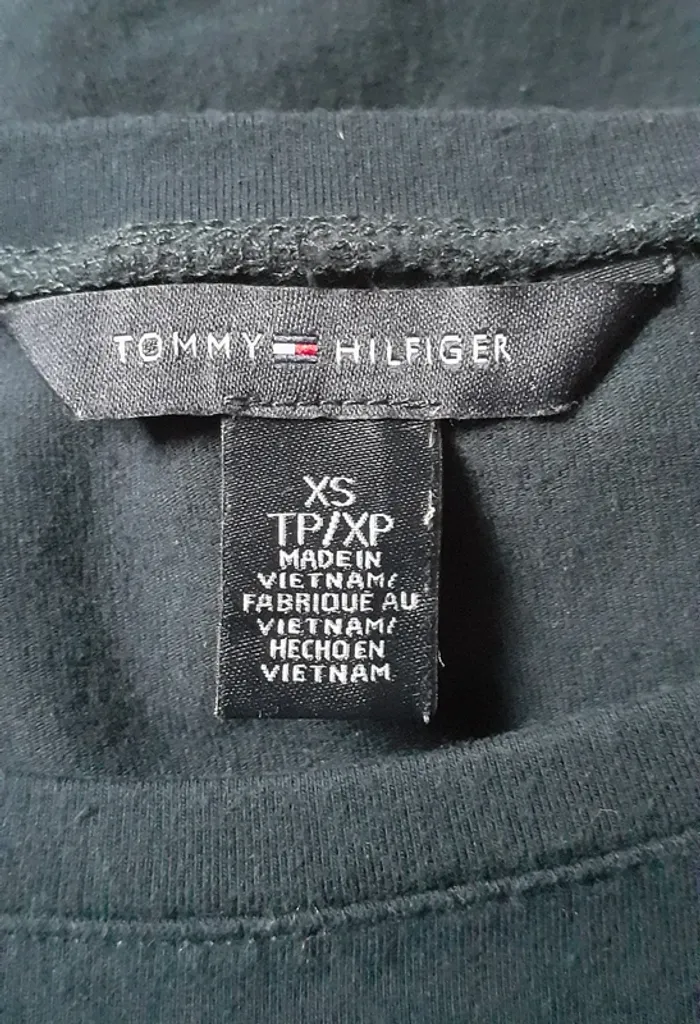 TOMMY HILFIGER
XS
TP/XP
MADE IN
VIETNAM/
FABRIQUÉ AU
VIETNAM/
HECHO EN
VIETNAM